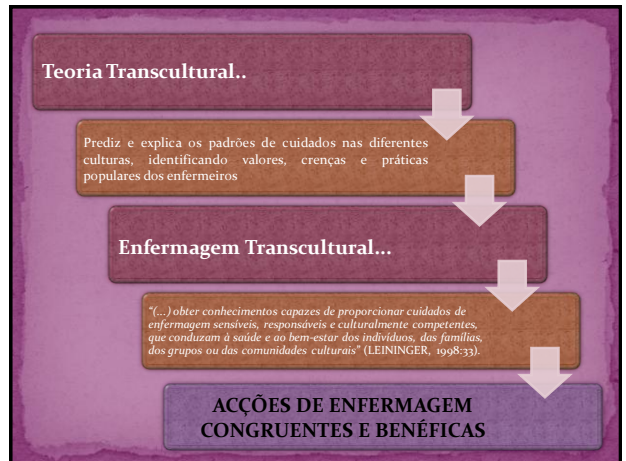 Teoria Transcultural..
Prediz e explica os padrões de cuidados nas diferentes
culturas, identificando valores, crenças e práticas
populares dos enfermeiros
Enfermagem Transcultural...
“(...) obter conhecimentos capazes de proporcionar cuidados de
enfermagem sensíveis, responsáveis e culturalmente competentes,
que conduzam à saúde e ao bem-estar dos indivíduos, das famílias,
dos grupos ou das comunidades culturais” (LEININGER, 1998:33).
ACÇÕES DE ENFERMAGEM
CONGRUENTES E BENÉFICAS